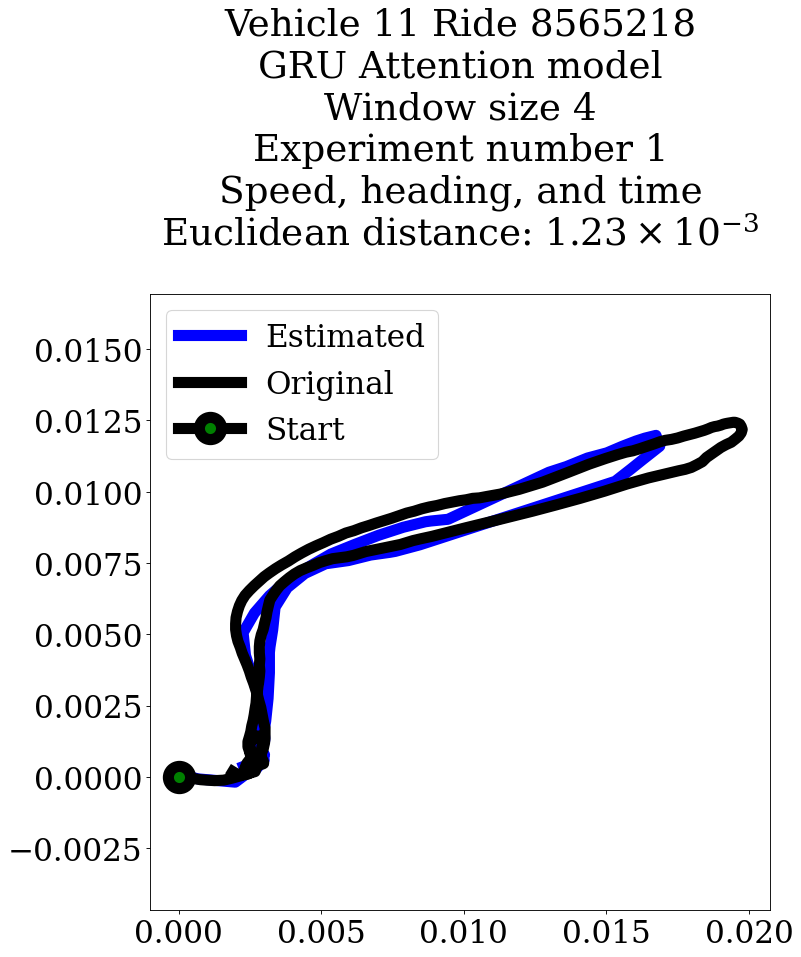 Vehicle 11 Ride 8565218
GRU Attention model
Window size 4
Experiment number 1
Speed, heading, and time
Euclidean distance: 1.23 × 10⁻³
Estimated
Original
Start
0.0150
0.0125
0.0100
0.0075
0.0050
0.0025
0.0000
−0.0025
0.000 0.005 0.010 0.015 0.020